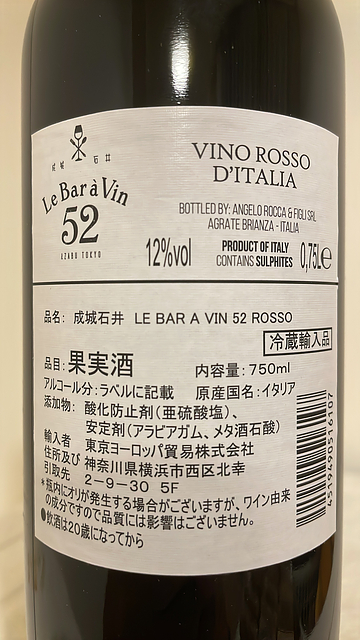 成城 石井
Le Bar à Vin
52
AZABU TOKYO
VINO ROSSO
D'ITALIA
BOTTLED BY: ANGELO ROCCA & FIGLI SRL
AGRATE BRIANZA - ITALIA
12%vol
PRODUCT OF ITALY
CONTAINS SULPHITES
0,75L℮
品名: 成城石井 LE BAR A VIN 52 ROSSO
冷蔵輸入品
品目:果実酒 内容量:750ml
アルコール分:ラベルに記載 原産国名:イタリア
添加物: 酸化防止剤(亜硫酸塩)、
安定剤(アラビアガム、メタ酒石酸)
輸入者 東京ヨーロッパ貿易株式会社
住所及び 神奈川県横浜市西区北幸
引取先 2-9-30 5F
*瓶内にオリが発生する場合がございますが、ワイン由来
の成分ですので品質には影響はございません。
●飲酒は20歳になってから
4519490516107